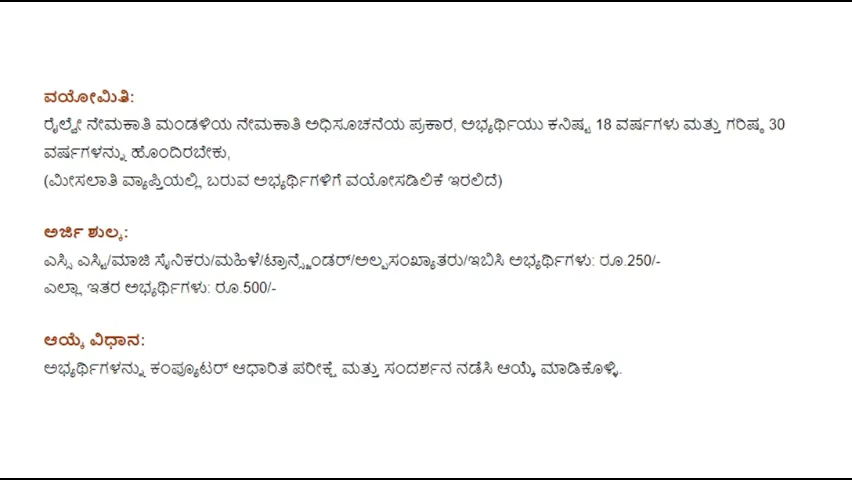 ವಯೋಮಿತಿ:
ರೈಲ್ವೇ ನೇಮಕಾತಿ ಮಂಡಳಿಯ ನೇಮಕಾತಿ ಅಧಿಸೂಚನೆಯ ಪ್ರಕಾರ, ಅಭ್ಯರ್ಥಿಯು ಕನಿಷ್ಟ 18 ವರ್ಷಗಳು ಮತ್ತು ಗರಿಷ್ಠ 30
ವರ್ಷಗಳನ್ನು ಹೊಂದಿರಬೇಕು,
(ಮೀಸಲಾತಿ ವ್ಯಾಪ್ತಿಯಲ್ಲಿ ಬರುವ ಅಭ್ಯರ್ಥಿಗಳಿಗೆ ವಯೋಸಡಿಲಿಕೆ ಇರಲಿದೆ)
ಅರ್ಜಿ ಶುಲ್ಕ:
ಎಸ್ಸಿ ಎಸ್ಟಿ/ಮಾಜಿ ಸೈನಿಕರು/ಮಹಿಳೆ/ಟ್ರಾನ್ಸ್ಜೆಂಡರ್/ಅಲ್ಪಸಂಖ್ಯಾತರು/ಇಬಿಸಿ ಅಭ್ಯರ್ಥಿಗಳು: ರೂ.250/-
ಎಲ್ಲಾ ಇತರ ಅಭ್ಯರ್ಥಿಗಳು: ರೂ.500/-
ಆಯ್ಕೆ ವಿಧಾನ:
ಅಭ್ಯರ್ಥಿಗಳನ್ನು ಕಂಪ್ಯೂಟರ್ ಆಧಾರಿತ ಪರೀಕ್ಷೆ ಮತ್ತು ಸಂದರ್ಶನ ನಡೆಸಿ ಆಯ್ಕೆ ಮಾಡಿಕೊಳ್ಳಿ.